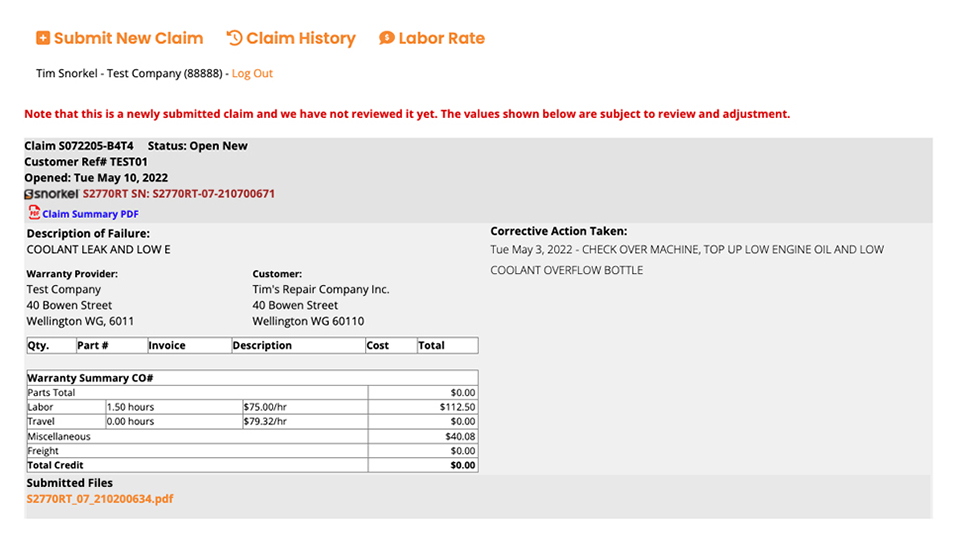 Submit New Claim Claim History Labor Rate
Tim Snorkel - Test Company (88888) - Log Out
Note that this is a newly submitted claim and we have not reviewed it yet. The values shown below are subject to review and adjustment.
Claim S072205-B4T4 Status: Open New
Customer Ref# TEST01
Opened: Tue May 10, 2022
snorkel S2770RT SN: S2770RT-07-210700671
PDF Claim Summary PDF
Description of Failure:
COOLANT LEAK AND LOW E
Corrective Action Taken:
Tue May 3, 2022 - CHECK OVER MACHINE, TOP UP LOW ENGINE OIL AND LOW
COOLANT OVERFLOW BOTTLE
Warranty Provider:
Test Company
40 Bowen Street
Wellington WG, 6011
Customer:
Tim's Repair Company Inc.
40 Bowen Street
Wellington WG 60110
Qty. Part # Invoice Description Cost Total
Warranty Summary CO#
Parts Total $0.00
Labor 1.50 hours $75.00/hr $112.50
Travel 0.00 hours $79.32/hr $0.00
Miscellaneous $40.08
Freight $0.00
Total Credit $0.00
Submitted Files
S2770RT_07_210200634.pdf